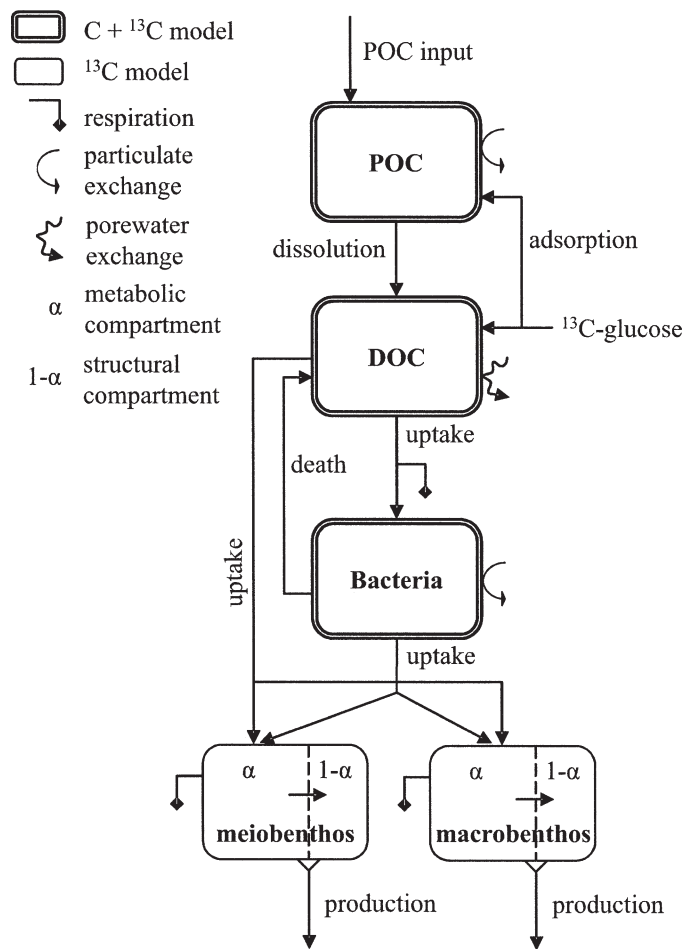 C + ¹³C model
¹³C model
respiration
particulate
exchange
porewater
exchange
α metabolic
compartment
1-α structural
compartment
POC input
POC
dissolution
adsorption
¹³C-glucose
DOC
uptake
death
uptake
Bacteria
uptake
α 1-α
meiobenthos
α 1-α
macrobenthos
production
production